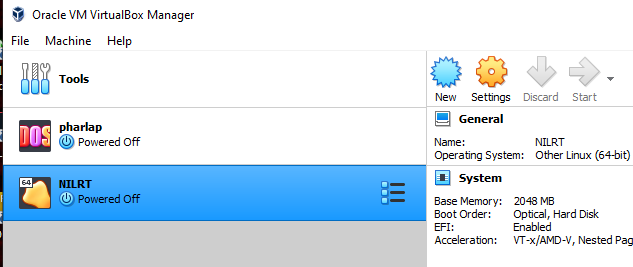 Oracle VM VirtualBox Manager
File Machine Help
Tools
New Settings Discard Start
DOS
pharlap
Powered Off
64
NILRT
Powered Off
General
Name: NILRT
Operating System: Other Linux (64-bit)
System
Base Memory: 2048 MB
Boot Order: Optical, Hard Disk
EFI: Enabled
Acceleration: VT-x/AMD-V, Nested Pag